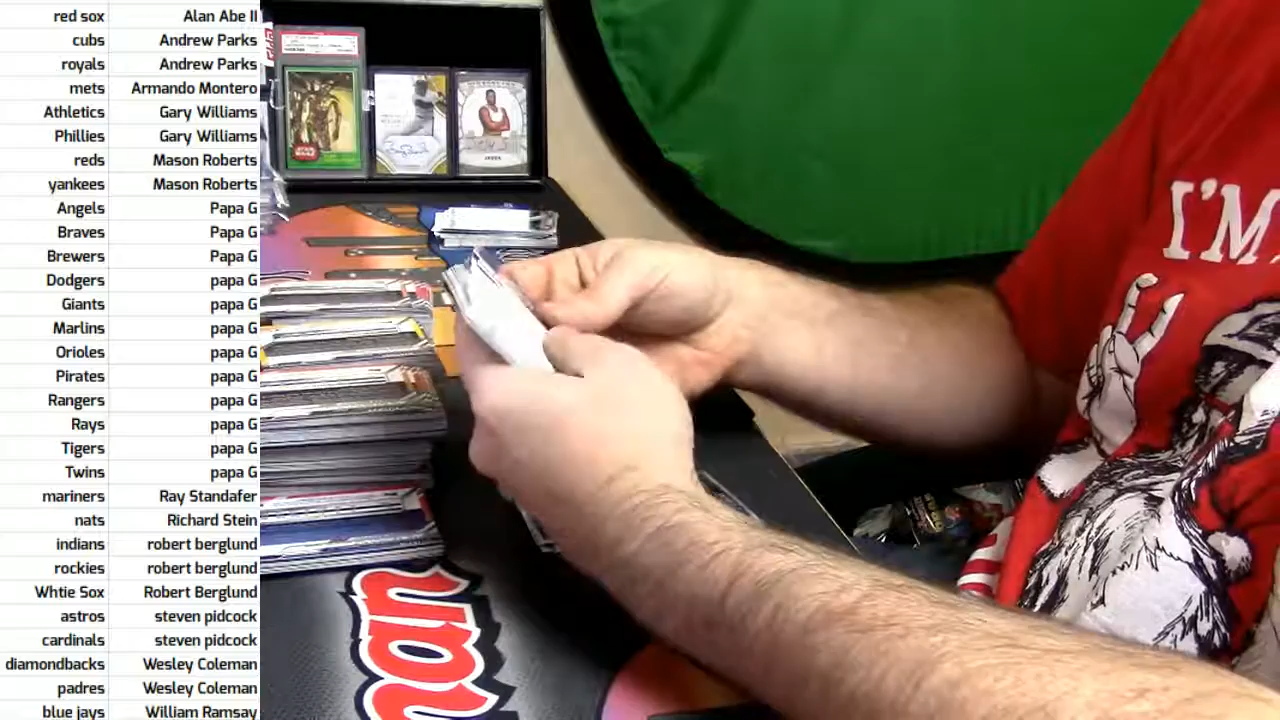 red sox Alan Abe II
cubs Andrew Parks
royals Andrew Parks
mets Armando Montero
Athletics Gary Williams
Phillies Gary Williams
reds Mason Roberts
yankees Mason Roberts
Angels Papa G
Braves Papa G
Brewers Papa G
Dodgers papa G
Giants papa G
Marlins papa G
Orioles papa G
Pirates papa G
Rangers papa G
Rays papa G
Tigers papa G
Twins papa G
mariners Ray Standafer
nats Richard Stein
indians robert berglund
rockies robert berglund
Whtie Sox Robert Berglund
astros steven pidcock
cardinals steven pidcock
diamondbacks Wesley Coleman
padres Wesley Coleman
blue jays William Ramsay
I'M